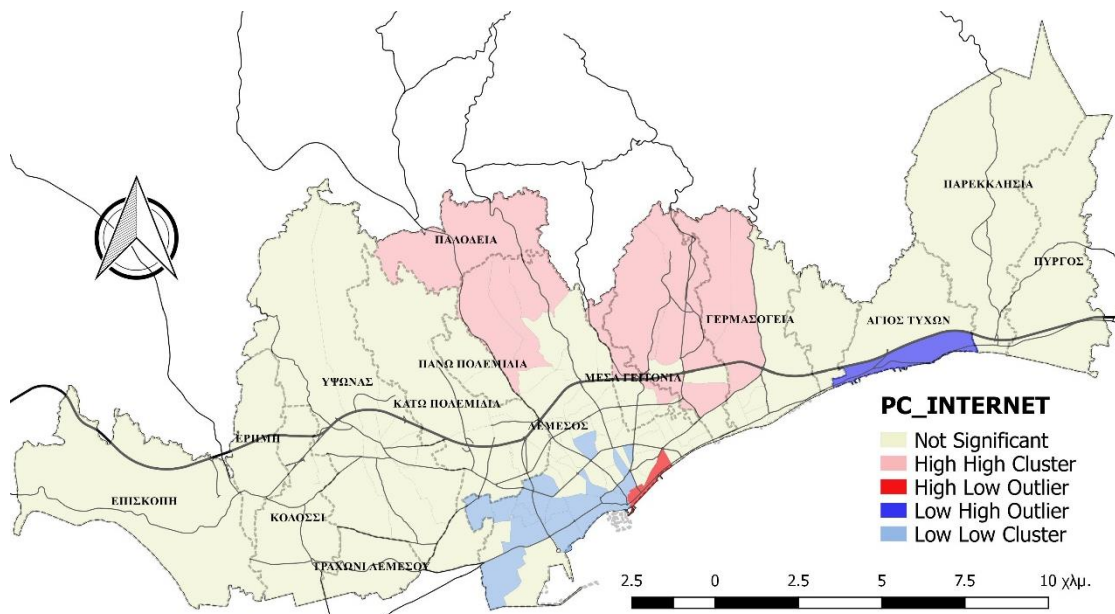 ΠΑΡΕΚΚΛΗΣΙΑ
ΠΑΛΟΔΕΙΑ
ΠΥΡΓΟΣ
ΓΕΡΜΑΣΟΓΕΙΑ
ΑΓΙΟΣ ΤΥΧΩΝ
ΠΑΝΩ ΠΟΛΕΜΙΔΙΑ
ΜΕΣΑ ΓΕΙΤΟΝΙΑ
ΥΨΩΝΑΣ
ΚΑΤΩ ΠΟΛΕΜΙΔΙΑ
ΛΕΜΕΣΟΣ
ΕΡΗΜΗ
ΕΠΙΣΚΟΠΗ
ΚΟΛΟΣΣΙ
ΤΡΑΧΩΝΙ ΛΕΜΕΣΟΥ
PC_INTERNET
Not Significant
High High Cluster
High Low Outlier
Low High Outlier
Low Low Cluster
2.5 0 2.5 5 7.5 10 χλμ.